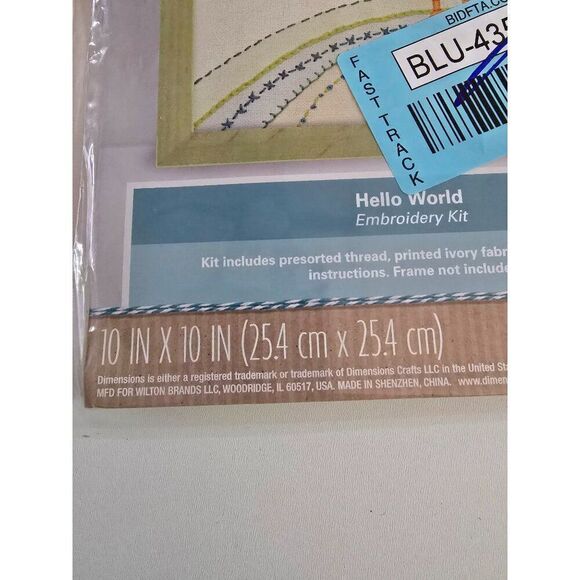 BIDFTA.CO
BLU-435
FAST TRACK
Hello World
Embroidery Kit
Kit includes presorted thread, printed ivory fabr
instructions. Frame not include
10 IN X 10 IN (25.4 cm x 25.4 cm)
Dimensions is either a registered trademark or trademark of Dimensions Crafts LLC in the United Sta
MFD FOR WILTON BRANDS LLC, WOODRIDGE, IL 60517, USA. MADE IN SHENZHEN, CHINA. www.dimen